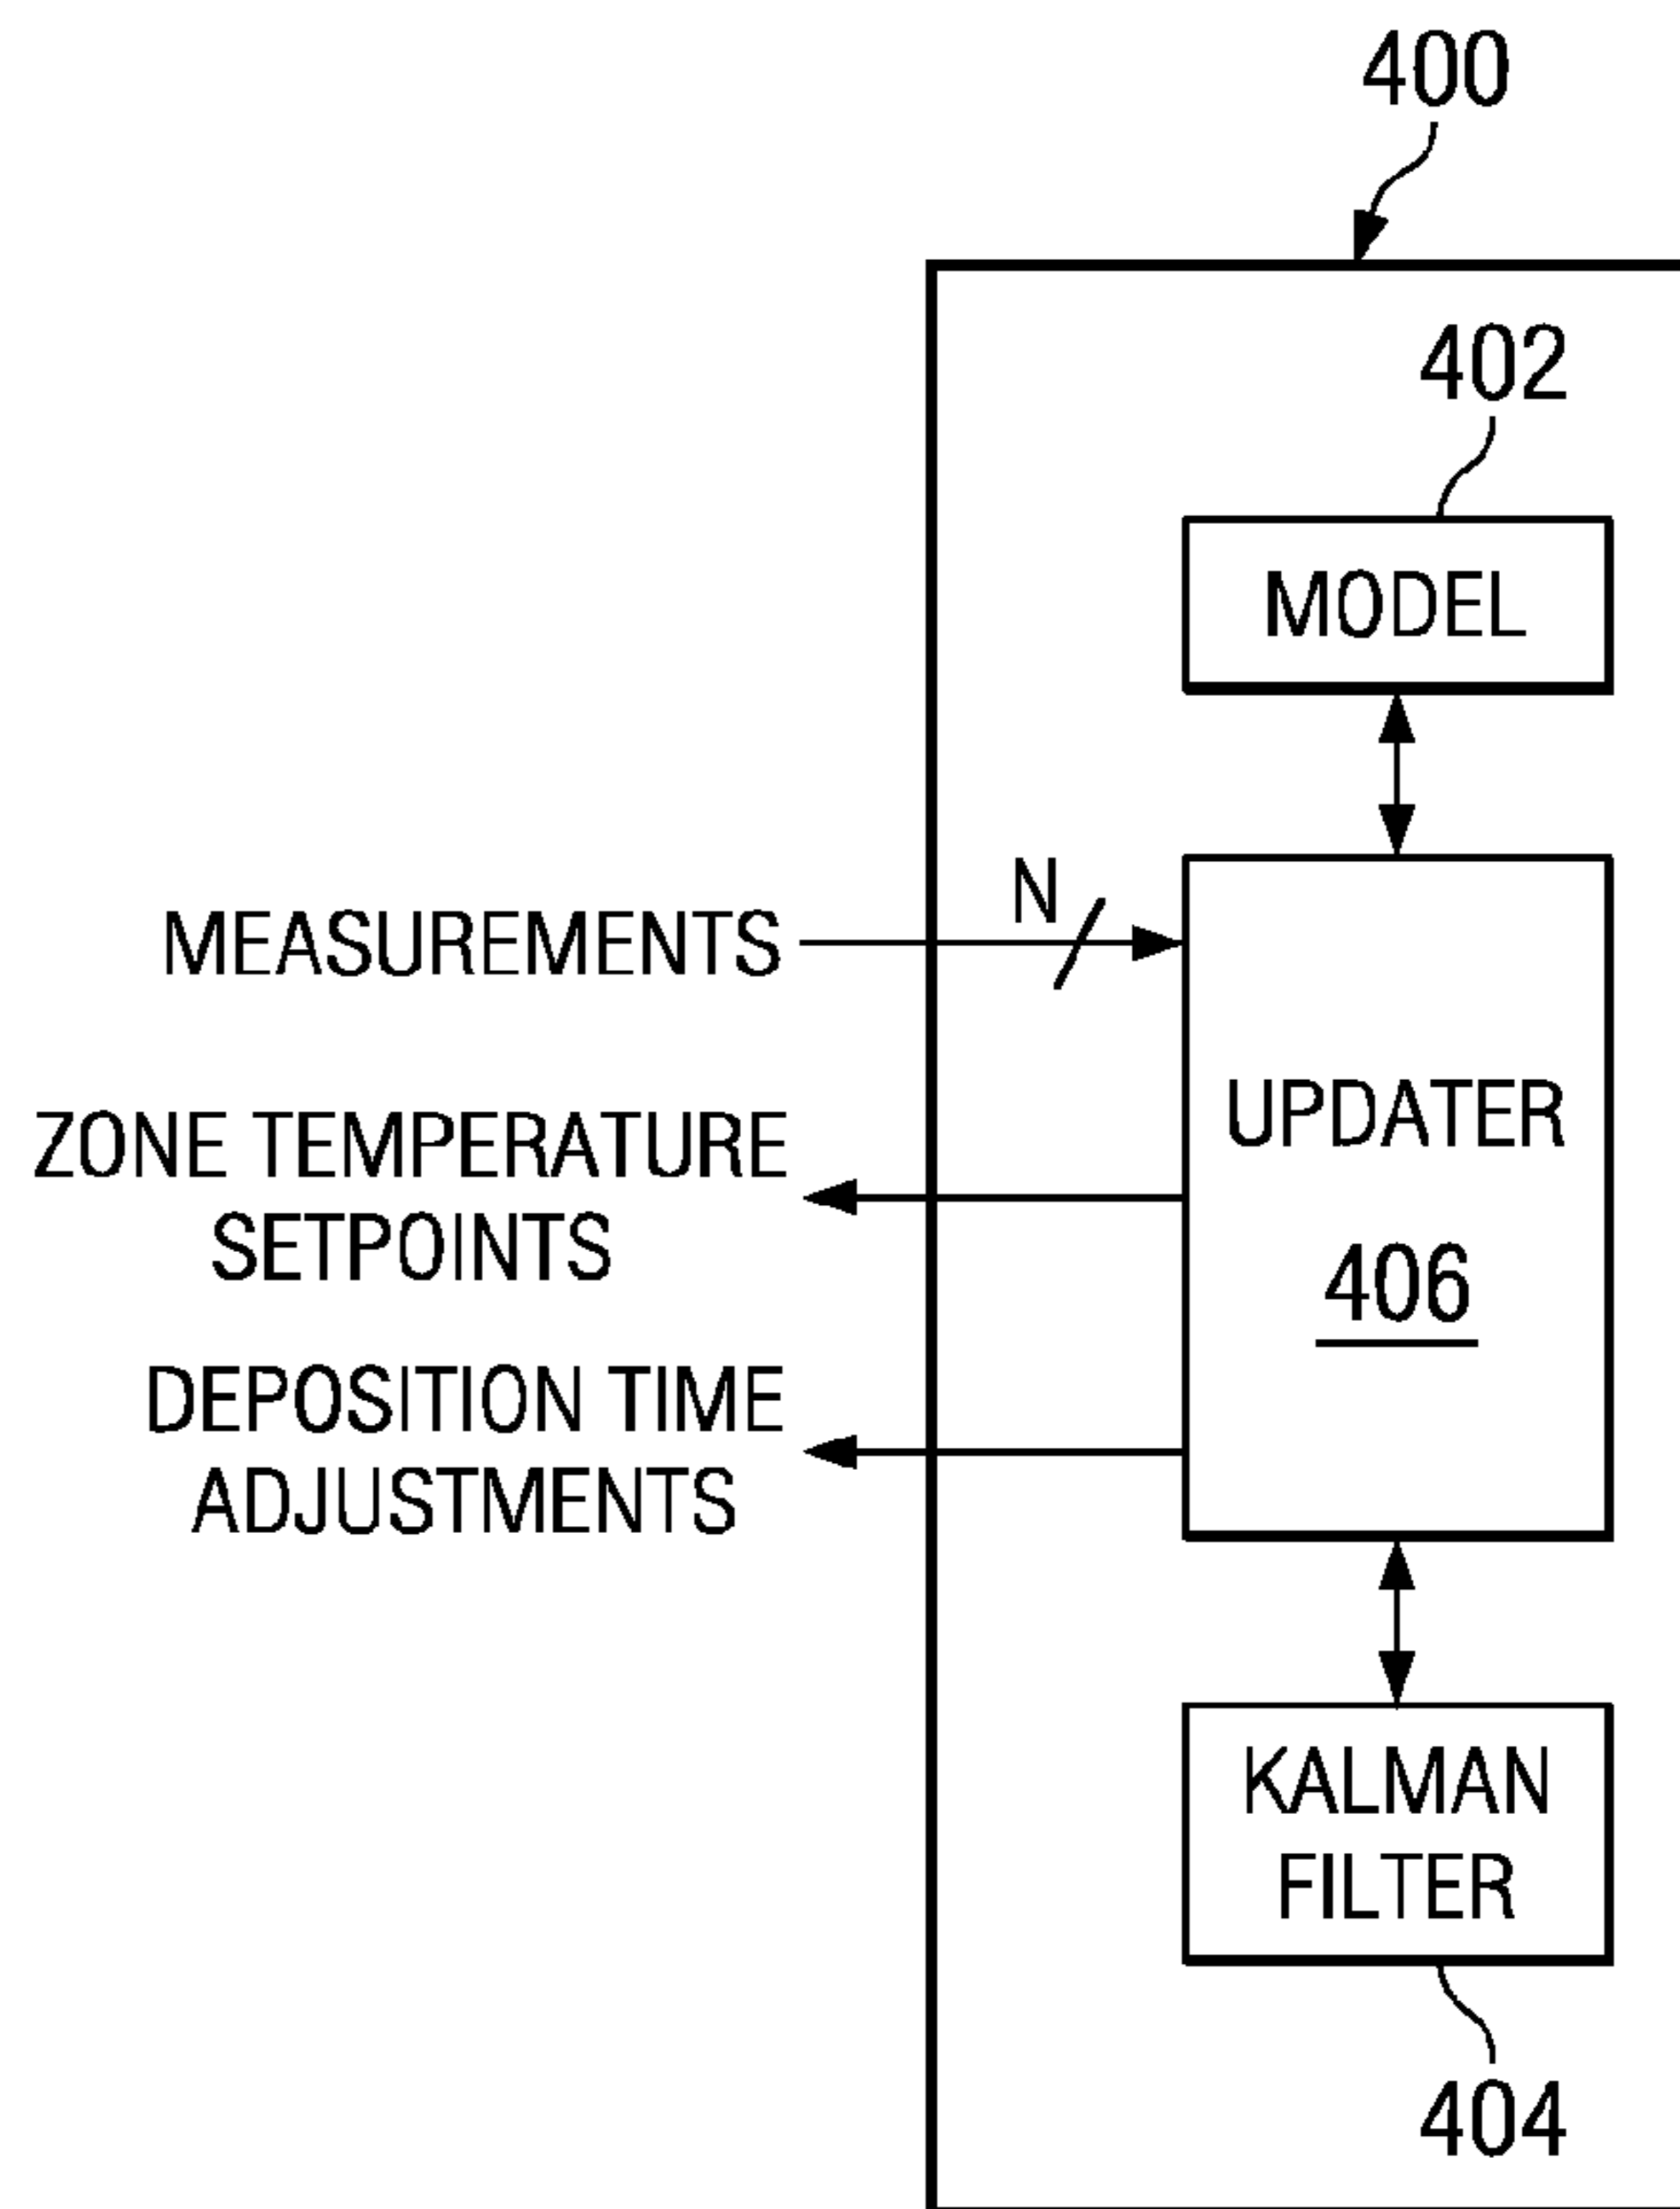 400
402
MODEL
N
MEASUREMENTS
UPDATER
ZONE TEMPERATURE
SETPOINTS
406
DEPOSITION TIME
ADJUSTMENTS
KALMAN
FILTER
404